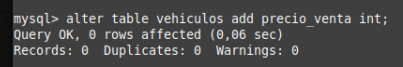 mysql> alter table vehiculos add precio_venta int;
Query OK, 0 rows affected (0,06 sec)
Records: 0  Duplicates: 0  Warnings: 0